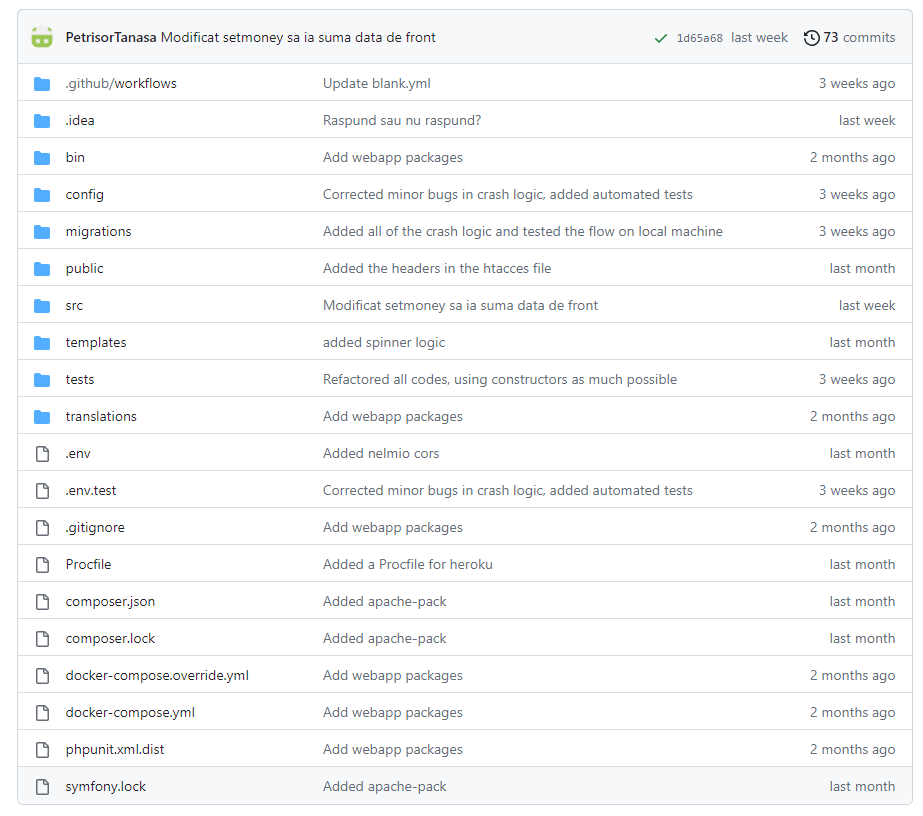 PetrisorTanasa Modificat setmoney sa ia suma data de front 1d65a68 last week 73 commits
.github/workflows Update blank.yml 3 weeks ago
.idea Raspund sau nu raspund? last week
bin Add webapp packages 2 months ago
config Corrected minor bugs in crash logic, added automated tests 3 weeks ago
migrations Added all of the crash logic and tested the flow on local machine 3 weeks ago
public Added the headers in the htacces file last month
src Modificat setmoney sa ia suma data de front last week
templates added spinner logic last month
tests Refactored all codes, using constructors as much possible 3 weeks ago
translations Add webapp packages 2 months ago
.env Added nelmio cors last month
.env.test Corrected minor bugs in crash logic, added automated tests 3 weeks ago
.gitignore Add webapp packages 2 months ago
Procfile Added a Procfile for heroku last month
composer.json Added apache-pack last month
composer.lock Added apache-pack last month
docker-compose.override.yml Add webapp packages 2 months ago
docker-compose.yml Add webapp packages 2 months ago
phpunit.xml.dist Add webapp packages 2 months ago
symfony.lock Added apache-pack last month